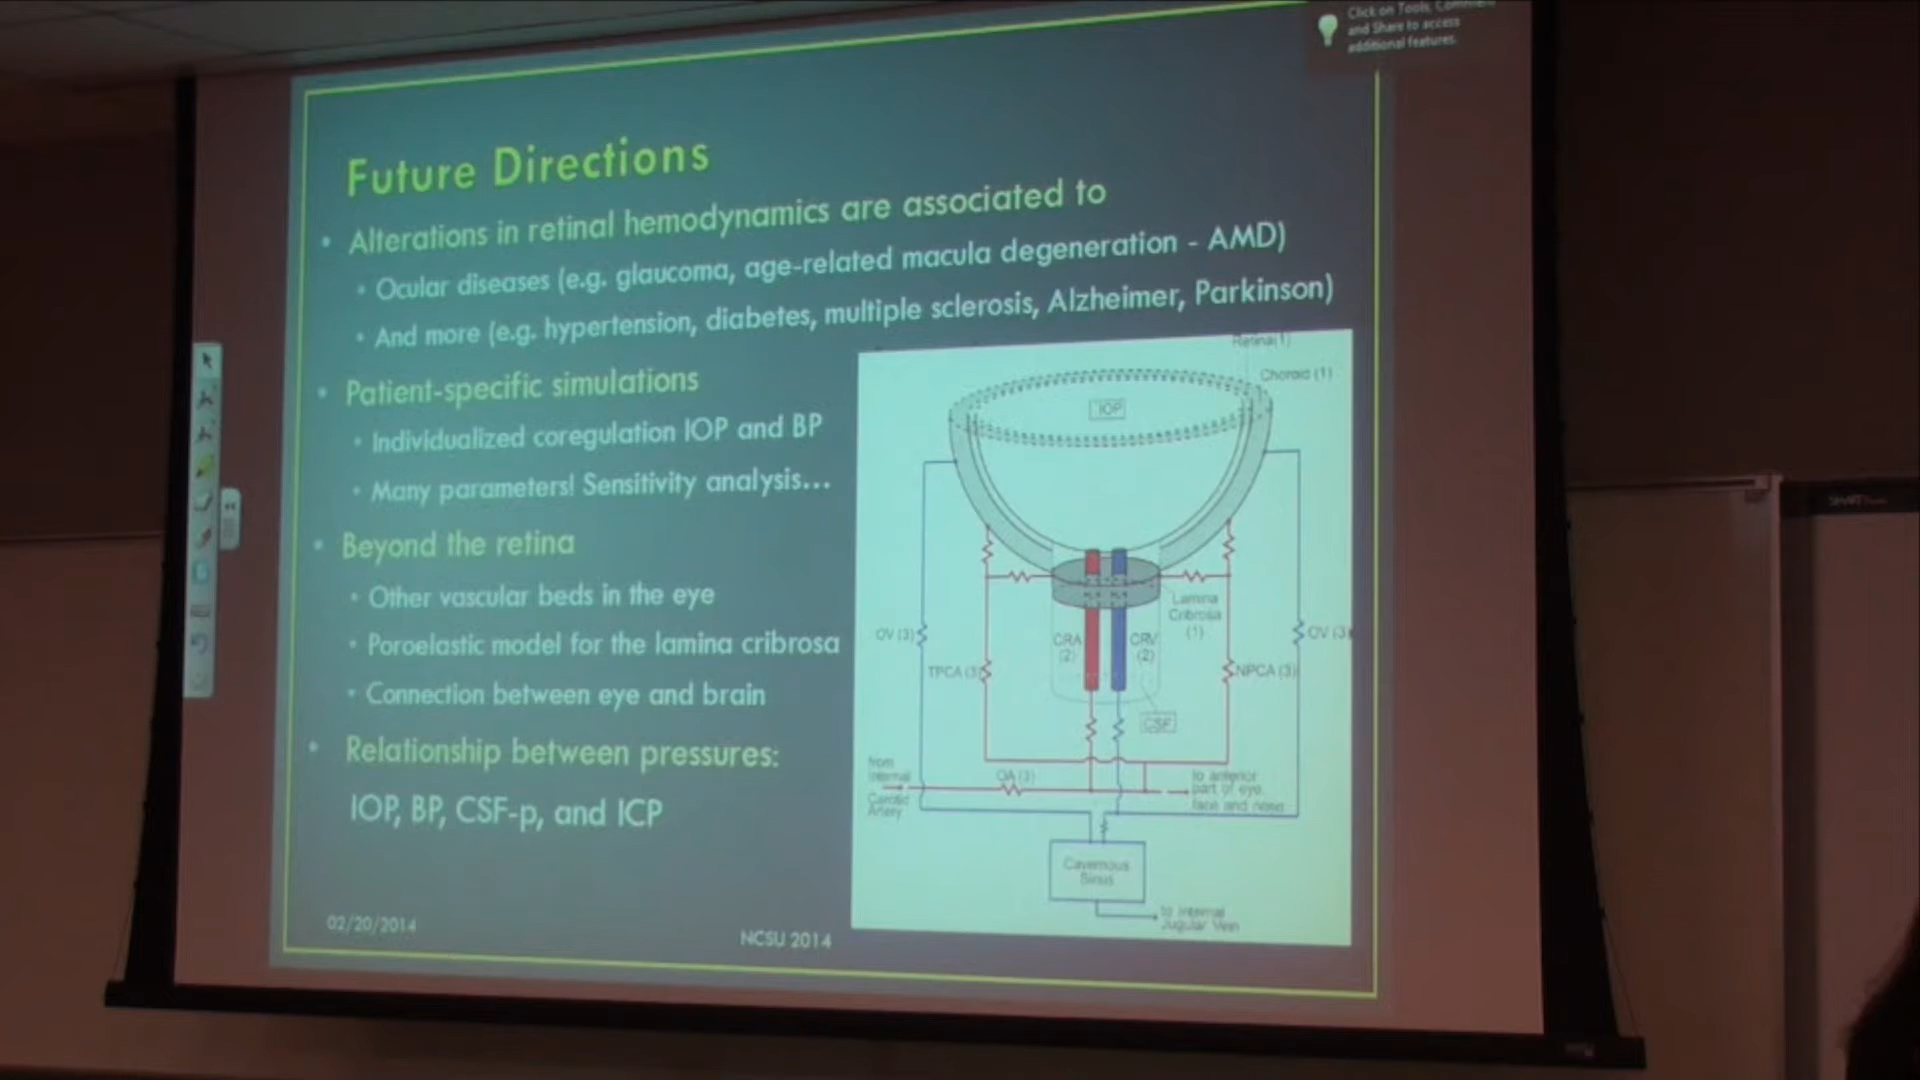 Click on Tools, Comment
and Share to access
additional features.
Future Directions
• Alterations in retinal hemodynamics are associated to
• Ocular diseases (e.g. glaucoma, age-related macula degeneration - AMD)
• And more (e.g. hypertension, diabetes, multiple sclerosis, Alzheimer, Parkinson)
• Patient-specific simulations
• Individualized coregulation IOP and BP
• Many parameters! Sensitivity analysis...
• Beyond the retina
• Other vascular beds in the eye
• Poroelastic model for the lamina cribrosa
• Connection between eye and brain
• Relationship between pressures:
IOP, BP, CSF-p, and ICP
02/20/2014
NCSU 2014
Retina(1)
Choroid (1)
IOP
Lamina
Cribrosa
(1)
OV (3)
CRA
(2)
CRV
(2)
OV (3)
TPCA (3)
NPCA (3)
CSF
from
Internal
Carotid
Artery
OA (3)
to anterior
part of eye,
face and nose
Cavernous
Sinus
to Internal
Jugular Vein
SMART